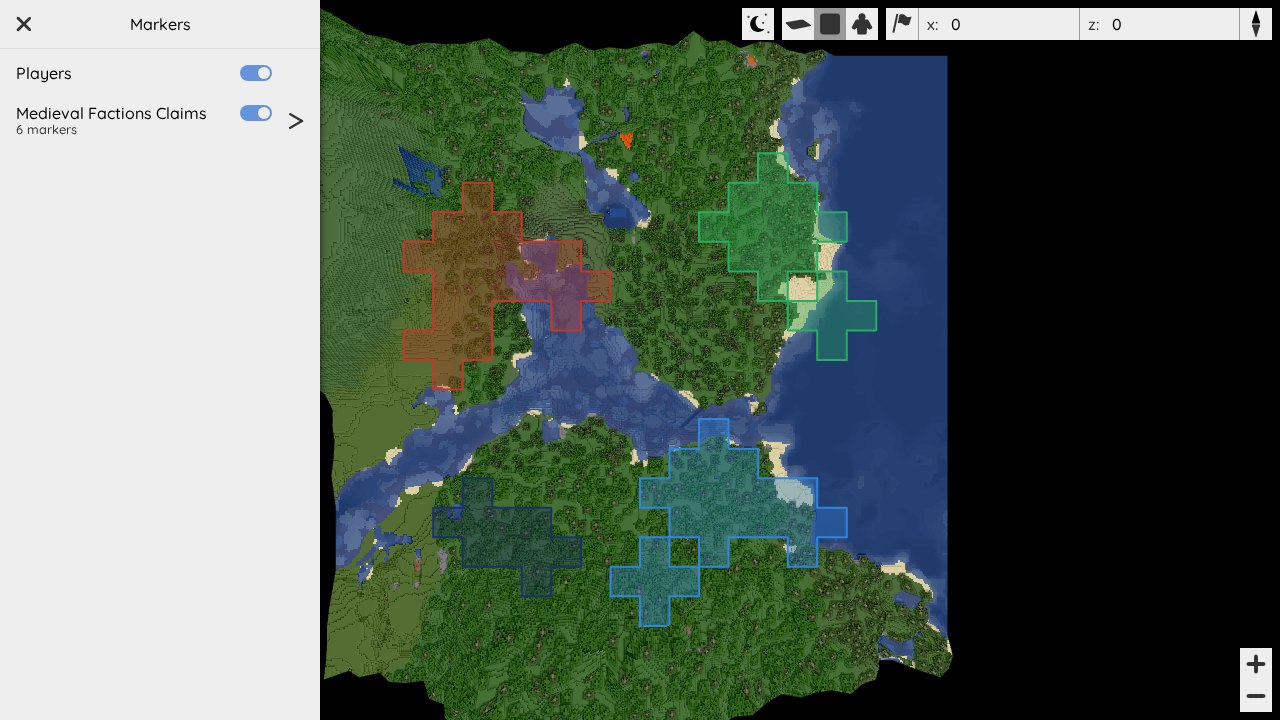 Markers
x: 0
z: 0
Players
Medieval Factions Claims
6 markers